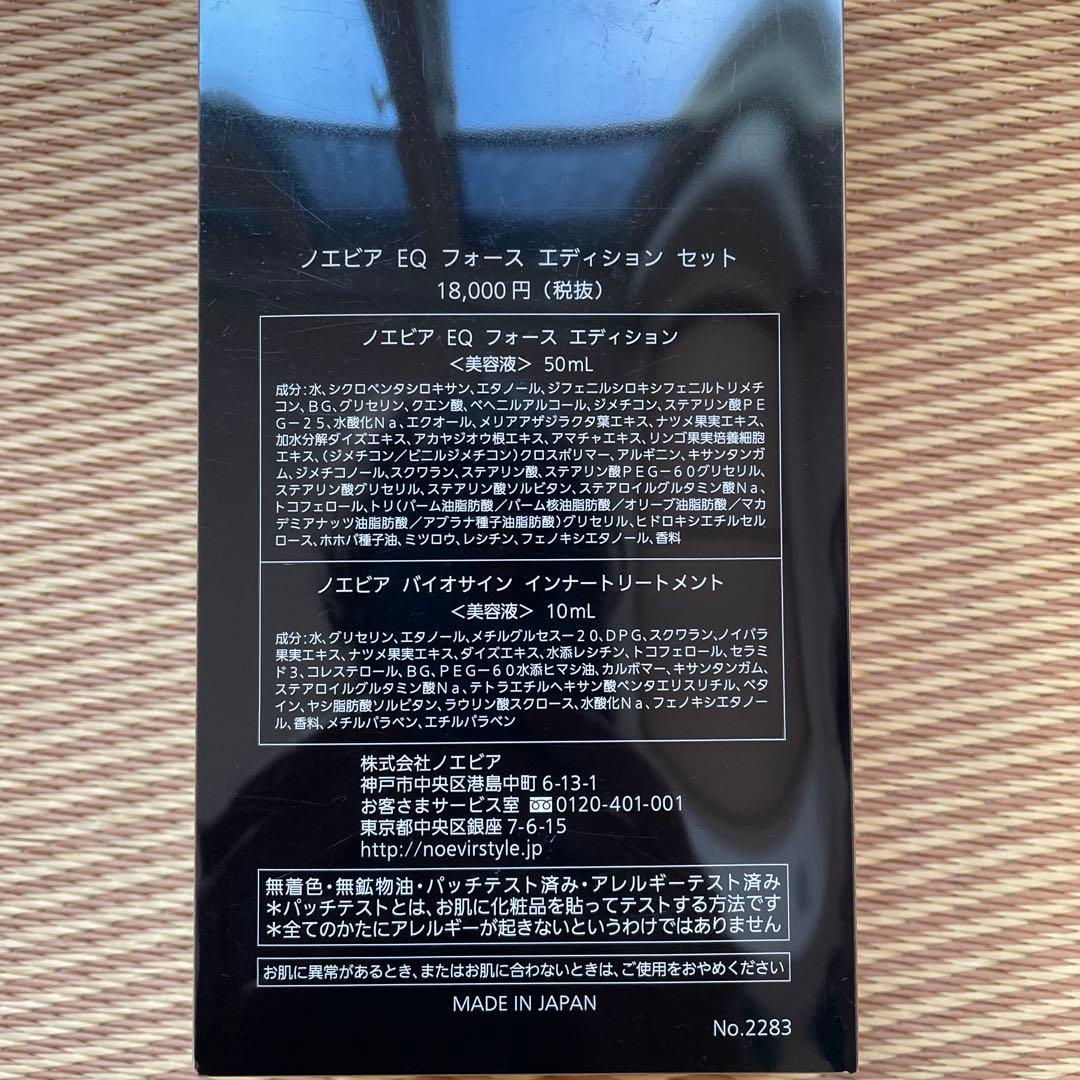 ノエビア EQ フォース エディション セット
18,000円（税抜）
ノエビア EQ フォース エディション
＜美容液＞ 50mL
成分：水、シクロペンタシロキサン、エタノール、ジフェニルシロキシフェニルトリメチ
コン、BG、グリセリン、クエン酸、ベヘニルアルコール、ジメチコン、ステアリン酸PE
G－25、水酸化Na、エクオール、メリアアザジラクタ葉エキス、ナツメ果実エキス、
加水分解ダイズエキス、アカヤジオウ根エキス、アマチャエキス、リンゴ果実培養細胞
エキス、（ジメチコン／ビニルジメチコン）クロスポリマー、アルギニン、キサンタンガ
ム、ジメチコノール、スクワラン、ステアリン酸、ステアリン酸PEG－60グリセリル、
ステアリン酸グリセリル、ステアリン酸ソルビタン、ステアロイルグルタミン酸Na、
トコフェロール、トリ（パーム油脂肪酸／パーム核油脂肪酸／オリーブ油脂肪酸／マカ
デミアナッツ油脂肪酸／アブラナ種子油脂肪酸）グリセリル、ヒドロキシエチルセル
ロース、ホホバ種子油、ミツロウ、レシチン、フェノキシエタノール、香料
ノエビア バイオサイン インナートリートメント
＜美容液＞ 10mL
成分：水、グリセリン、エタノール、メチルグルセスー20、DPG、スクワラン、ノイバラ
果実エキス、ナツメ果実エキス、ダイズエキス、水添レシチン、トコフェロール、セラミ
ド3、コレステロール、BG、PEG－60水添ヒマシ油、カルボマー、キサンタンガム、
ステアロイルグルタミン酸Na、テトラエチルヘキサン酸ペンタエリスリチル、ベタ
イン、ヤシ脂肪酸ソルビタン、ラウリン酸スクロース、水酸化Na、フェノキシエタノー
ル、香料、メチルパラベン、エチルパラベン
株式会社ノエビア
神戸市中央区港島中町6-13-1
お客さまサービス室 0120-401-001
東京都中央区銀座7-6-15
http://noevirstyle.jp
無着色・無鉱物油・パッチテスト済み・アレルギーテスト済み
＊パッチテストとは、お肌に化粧品を貼ってテストする方法です
＊全てのかたにアレルギーが起きないというわけではありません
お肌に異常があるとき、またはお肌に合わないときは、ご使用をおやめください
MADE IN JAPAN
No.2283